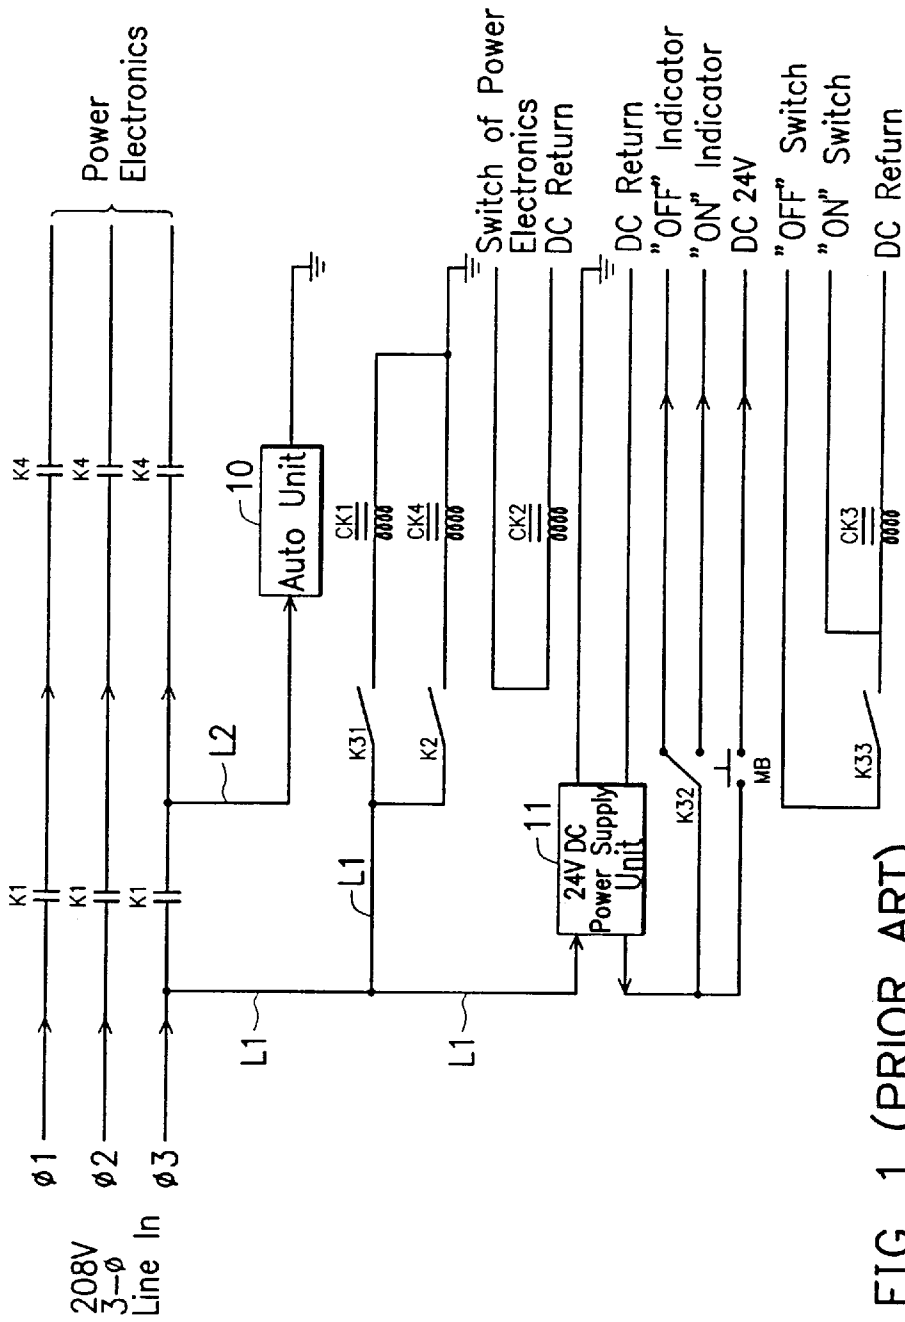 208V
3-ø
Line In
ø1
ø2
ø3
K1
K1
K1
K4
K4
K4
Power
Electronics
L2
10
Auto Unit
L1
L1
L1
K31
K2
CK1
CK4
CK2
Switch of Power
Electronics
DC Return
11
24V DC
Power Supply
Unit
DC Return
"OFF" Indicator
"ON" Indicator
DC 24V
K32
MB
"OFF" Switch
"ON" Switch
K33
CK3
DC Refurn
FIG. 1 (PRIOR ART)